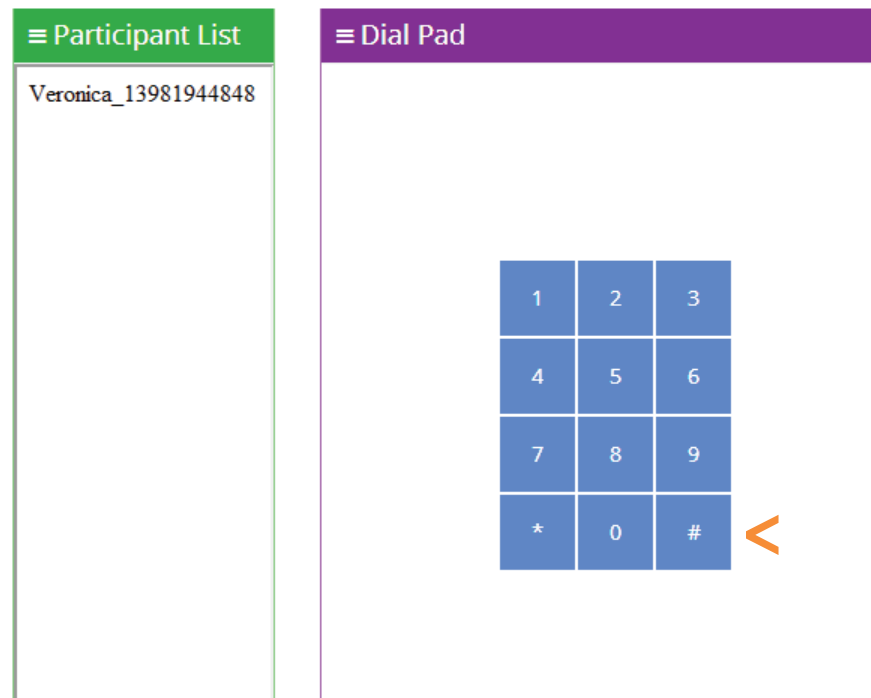 ≡ Participant List
Veronica_13981944848
≡ Dial Pad
1 2 3
4 5 6
7 8 9
* 0 # <